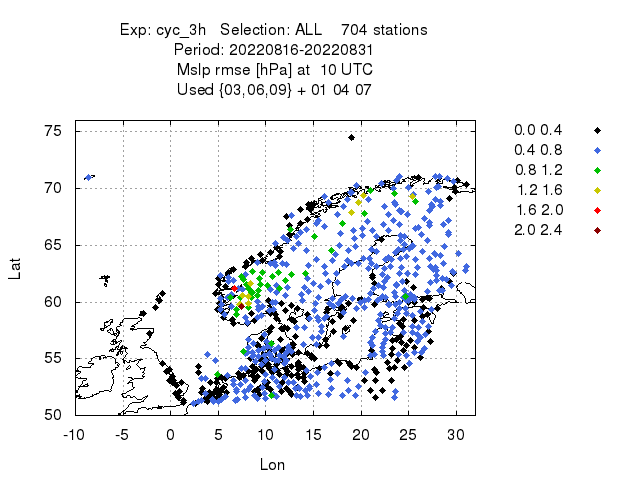 Exp: cyc_3h   Selection: ALL    704 stations
Period: 20220816-20220831
Mslp rmse [hPa] at  10 UTC
Used {03,06,09} + 01 04 07
0.0 0.4
0.4 0.8
0.8 1.2
1.2 1.6
1.6 2.0
2.0 2.4
75
70
65
60
55
50
Lat
-10 -5 0 5 10 15 20 25 30
Lon